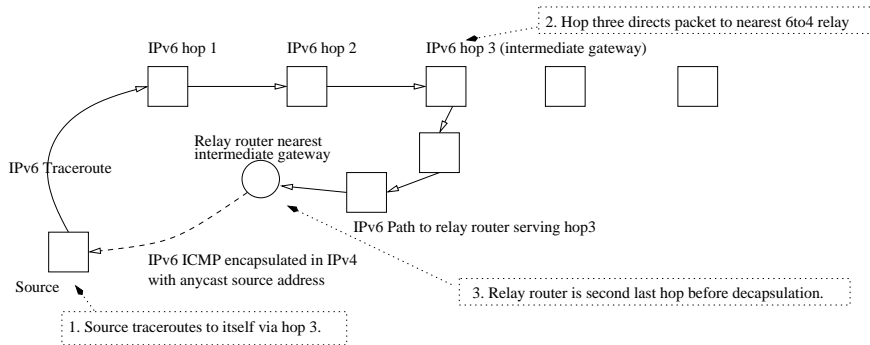 2. Hop three directs packet to nearest 6to4 relay
IPv6 hop 1
IPv6 hop 2
IPv6 hop 3 (intermediate gateway)
Relay router nearest
intermediate gateway
IPv6 Traceroute
IPv6 Path to relay router serving hop3
IPv6 ICMP encapsulated in IPv4
with anycast source address
Source
3. Relay router is second last hop before decapsulation.
1. Source traceroutes to itself via hop 3.